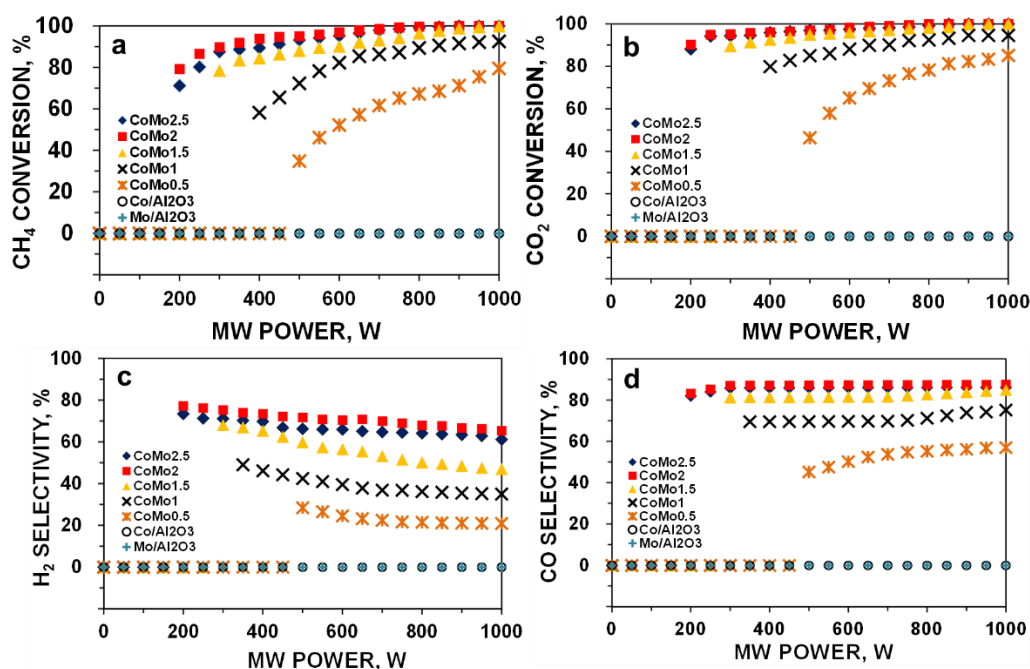 a
CH4 CONVERSION, %
100
80
60
40
20
0
CoMo2.5
CoMo2
CoMo1.5
CoMo1
CoMo0.5
Co/Al2O3
Mo/Al2O3
0 200 400 600 800 1000
MW POWER, W
b
CO2 CONVERSION, %
100
80
60
40
20
0
CoMo2.5
CoMo2
CoMo1.5
CoMo1
CoMo0.5
Co/Al2O3
Mo/Al2O3
0 200 400 600 800 1000
MW POWER, W
c
H2 SELECTIVITY, %
100
80
60
40
20
0
CoMo2.5
CoMo2
CoMo1.5
CoMo1
CoMo0.5
Co/Al2O3
Mo/Al2O3
0 200 400 600 800 1000
MW POWER, W
d
CO SELECTIVITY, %
100
80
60
40
20
0
CoMo2.5
CoMo2
CoMo1.5
CoMo1
CoMo0.5
Co/Al2O3
Mo/Al2O3
0 200 400 600 800 1000
MW POWER, W